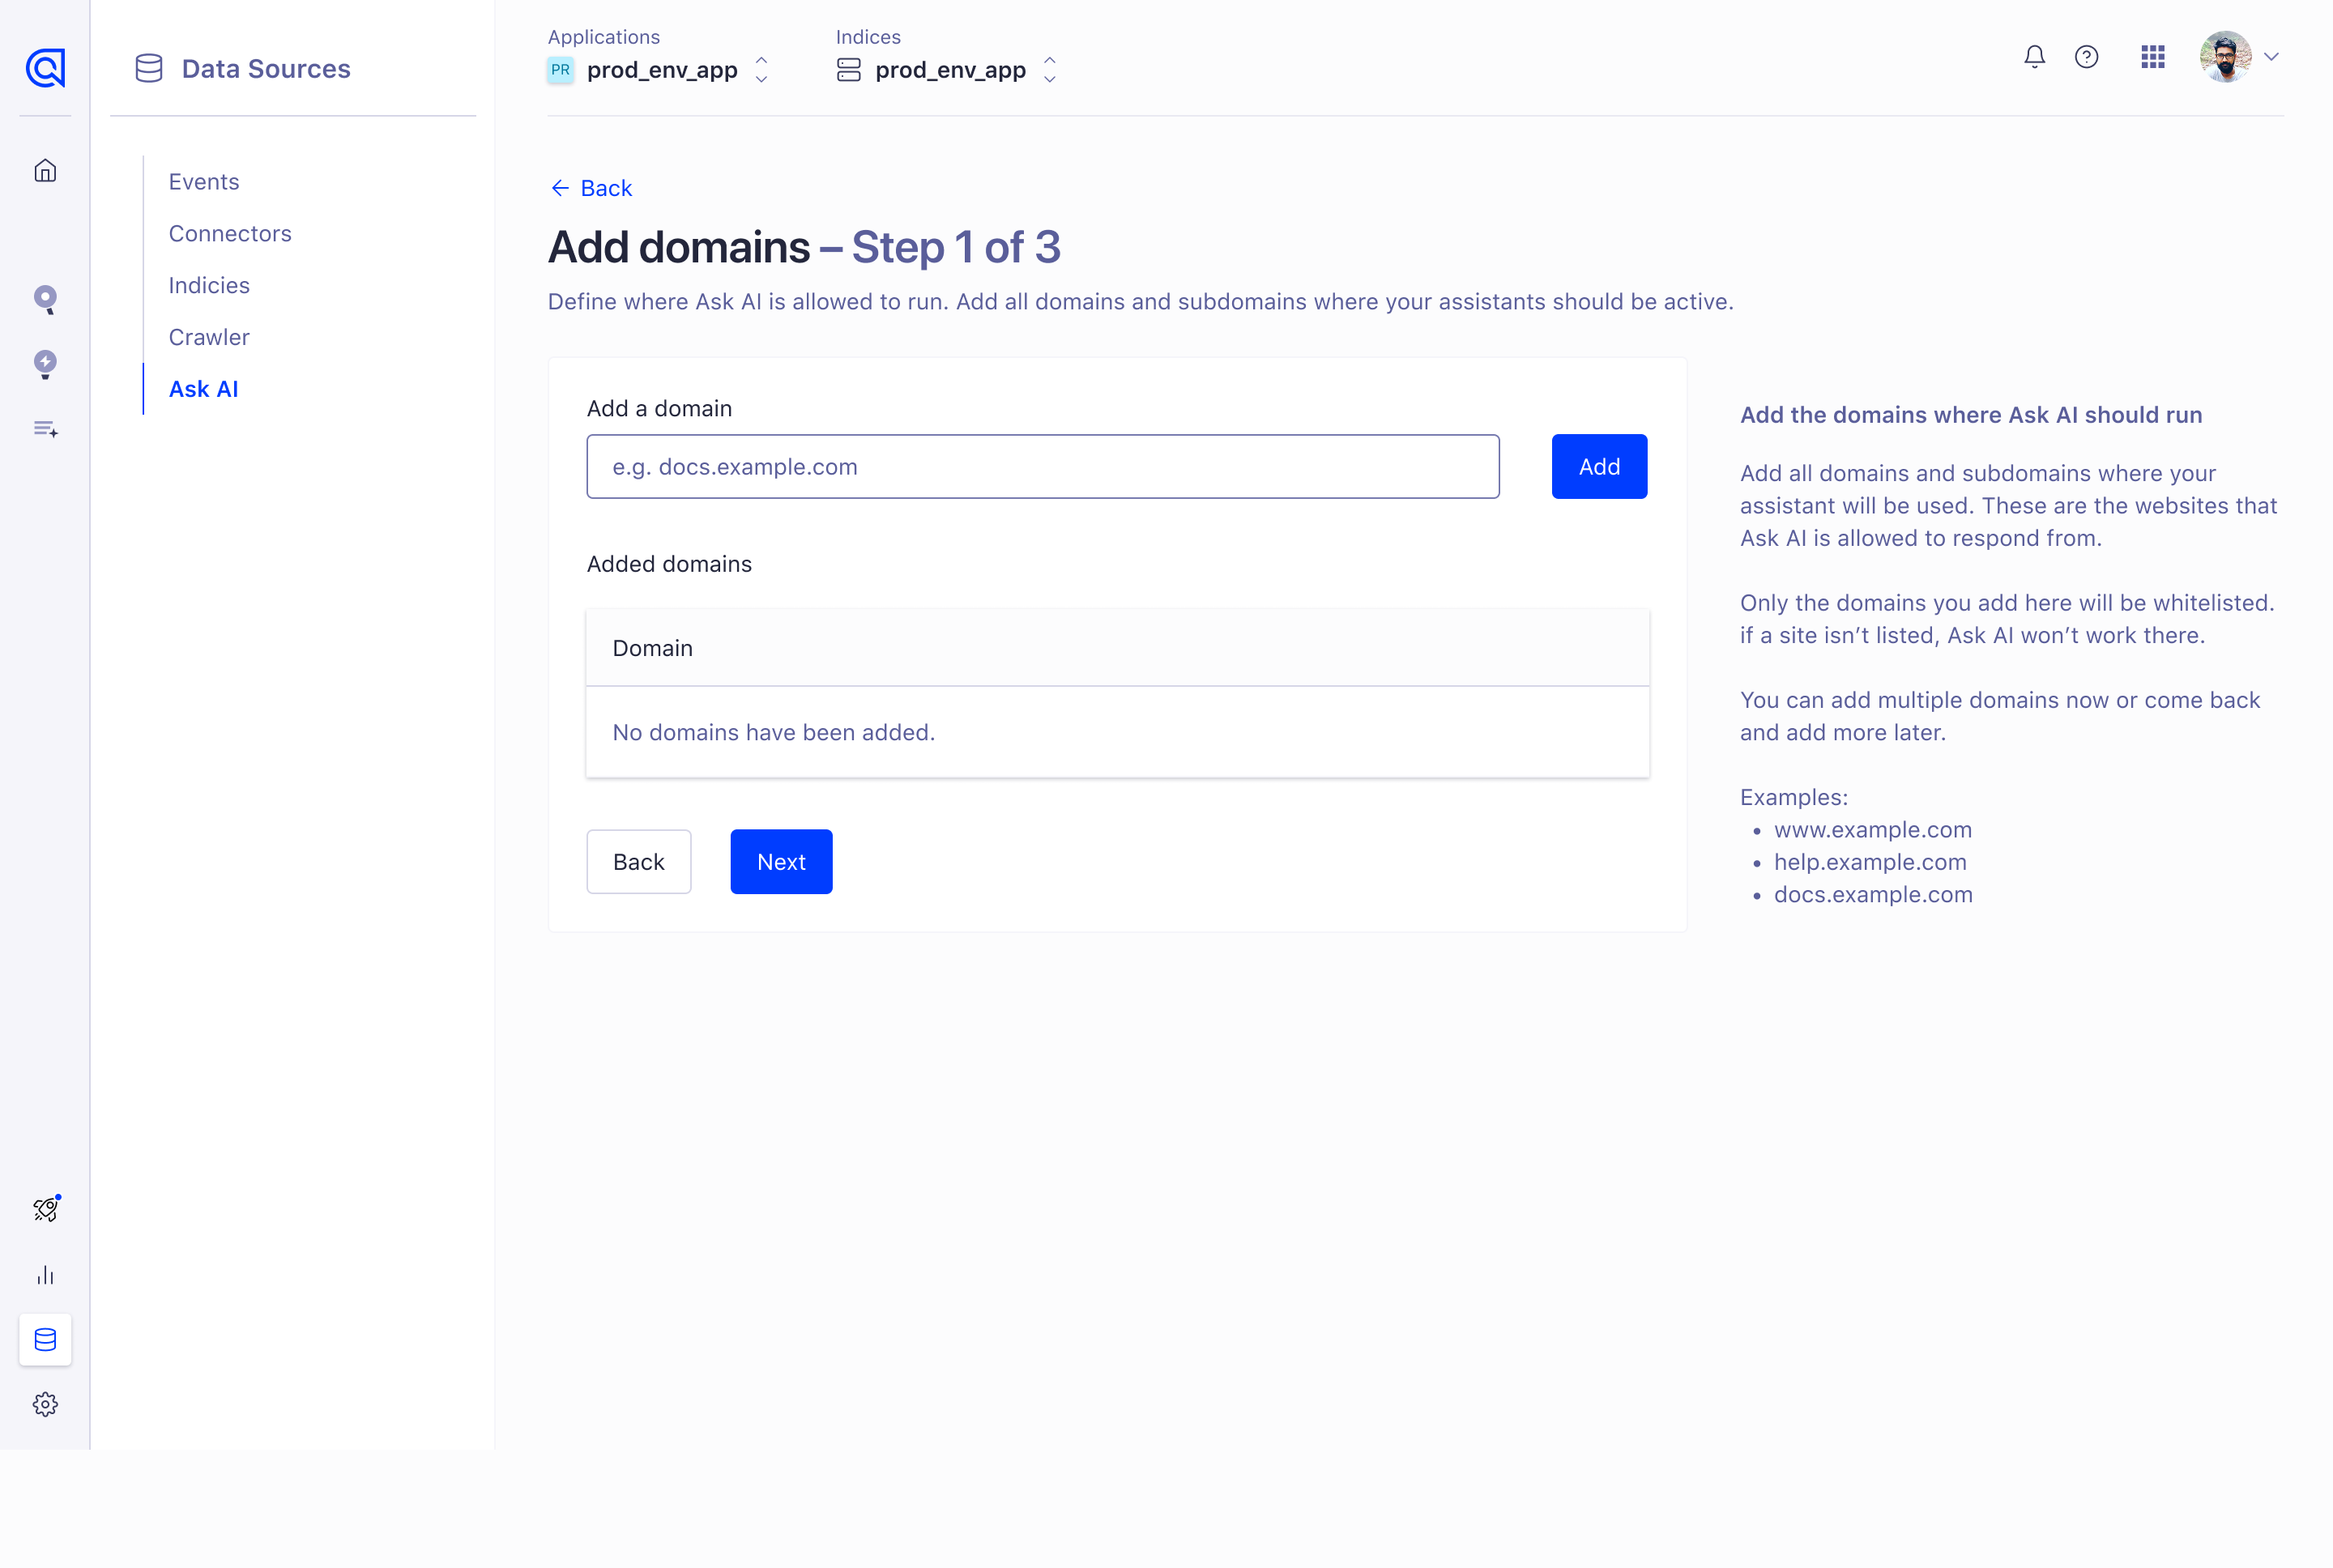 Data Sources
Events
Connectors
Indicies
Crawler
Ask AI
Applications
PR prod_env_app
Indices
prod_env_app
Back
Add domains – Step 1 of 3
Define where Ask AI is allowed to run. Add all domains and subdomains where your assistants should be active.
Add a domain
e.g. docs.example.com
Add
Added domains
Domain
No domains have been added.
Back
Next
Add the domains where Ask AI should run
Add all domains and subdomains where your
assistant will be used. These are the websites that
Ask AI is allowed to respond from.
Only the domains you add here will be whitelisted.
if a site isn’t listed, Ask AI won’t work there.
You can add multiple domains now or come back
and add more later.
Examples:
• www.example.com
• help.example.com
• docs.example.com